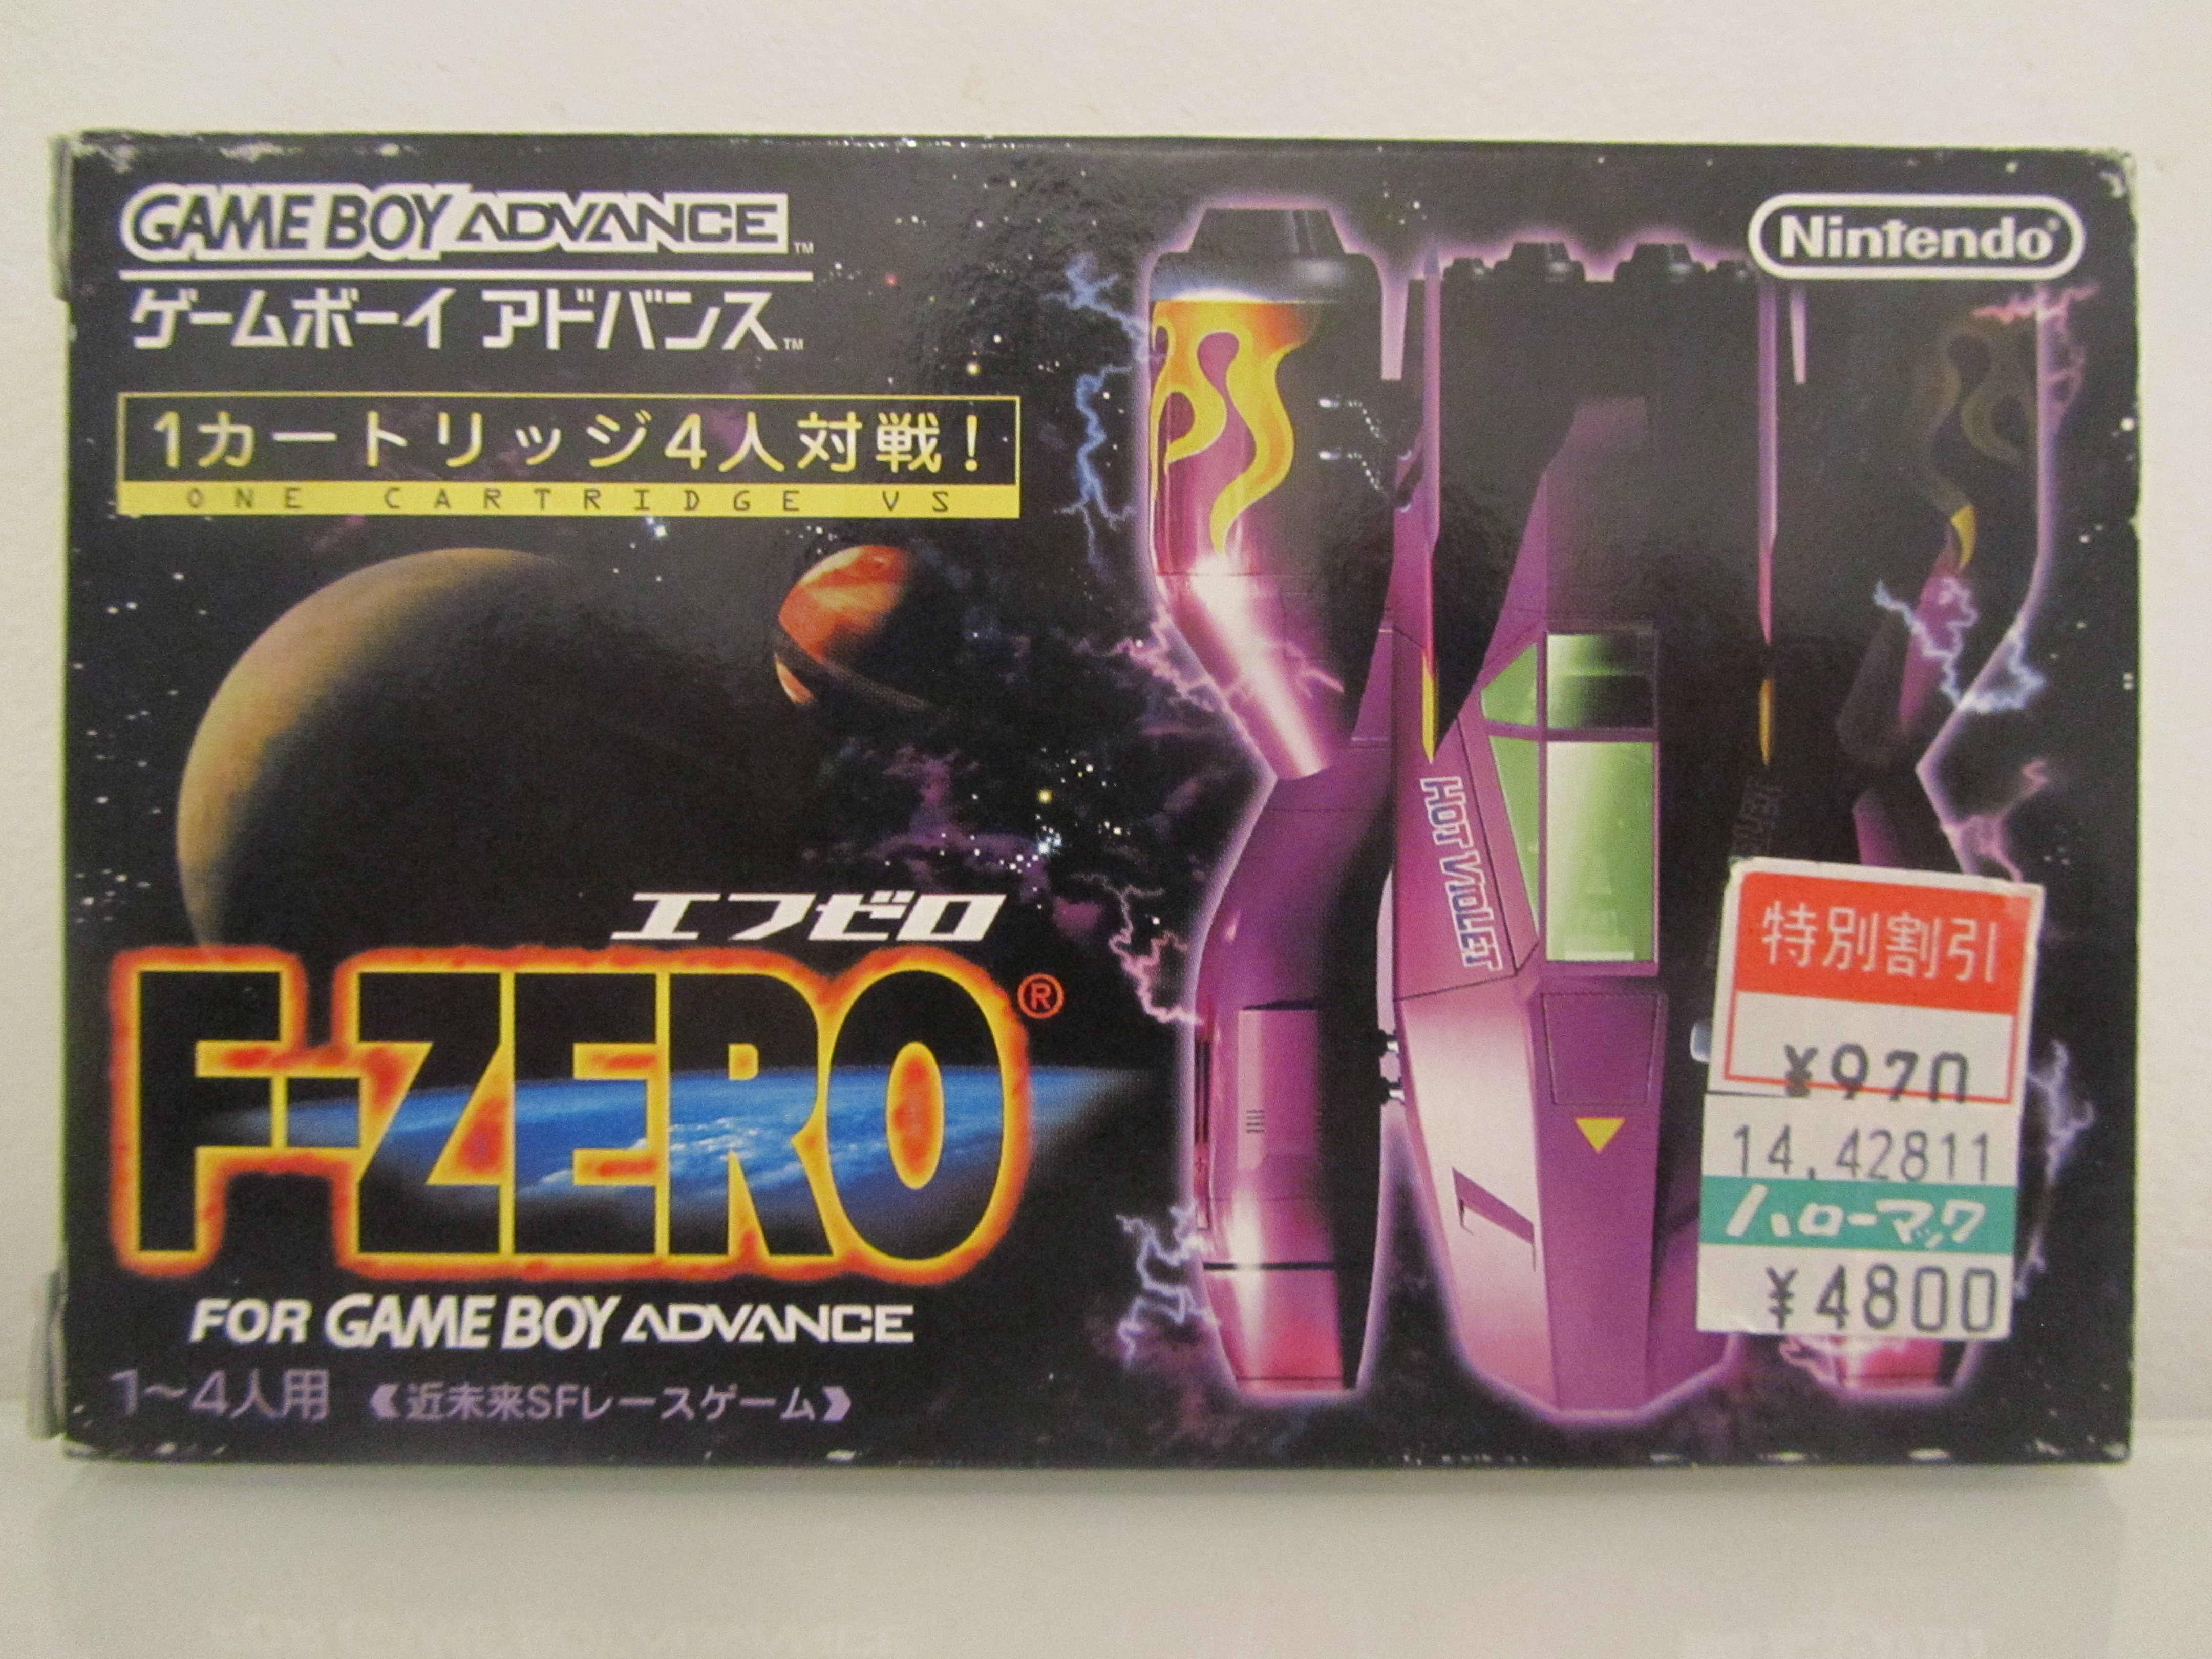 GAME BOY ADVANCE™
ゲームボーイ アドバンス™
Nintendo®
1カートリッジ4人対戦!
ONE CARTRIDGE VS
HOT VIOLET
エフゼロ
F-ZERO®
FOR GAME BOY ADVANCE
1〜4人用 《近未来SFレースゲーム》
特別割引
¥970
14.42811
ハローマック
¥4800